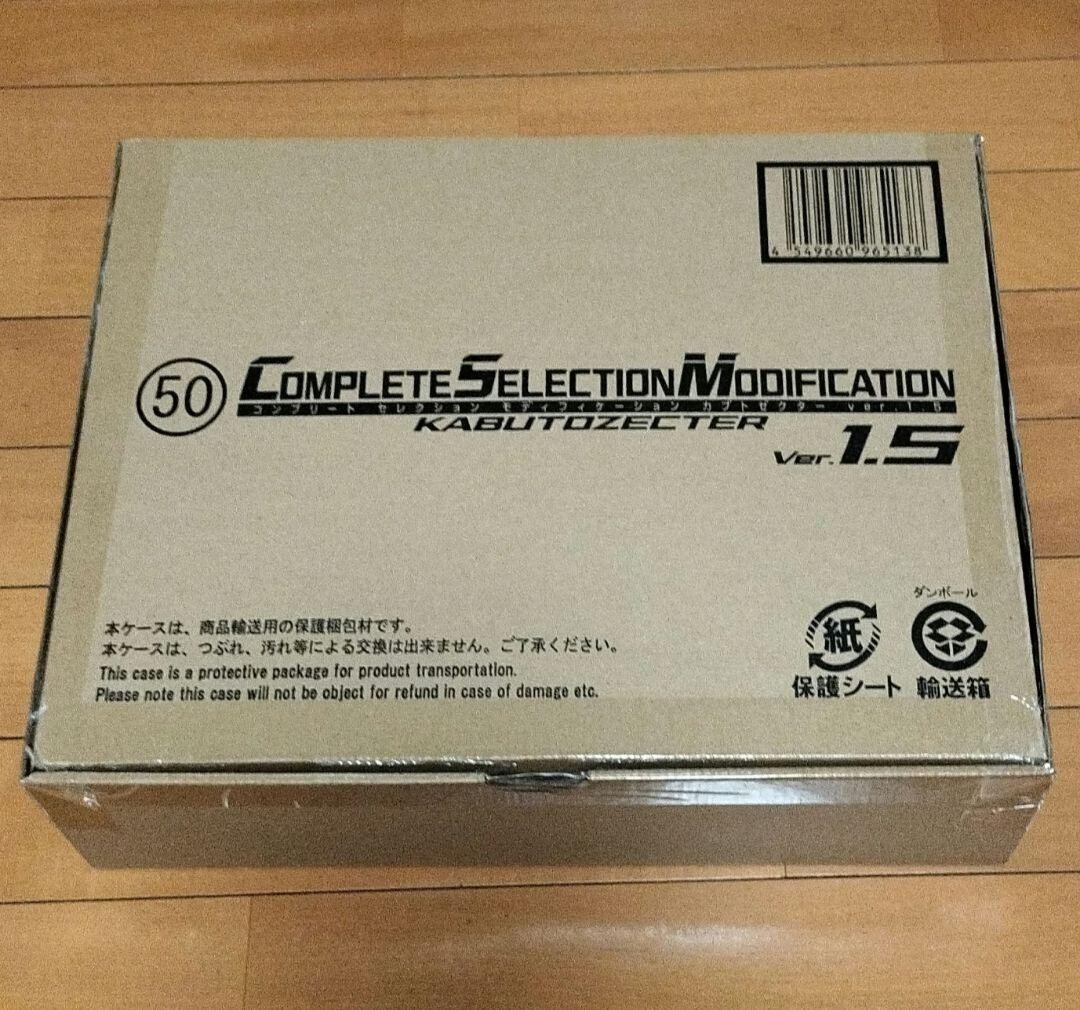 4 549660 965138
50
COMPLETE SELECTION MODIFICATION
コンプリート セレクション モディフィケーション カブトゼクター ver.1.5
KABUTOZECTER
Ver.1.5
本ケースは、商品輸送用の保護梱包材です。
本ケースは、つぶれ、汚れ等による交換は出来ません。ご了承ください。
This case is a protective package for product transportation.
Please note this case will not be object for refund in case of damage etc.
紙
保護シート
ダンボール
輸送箱